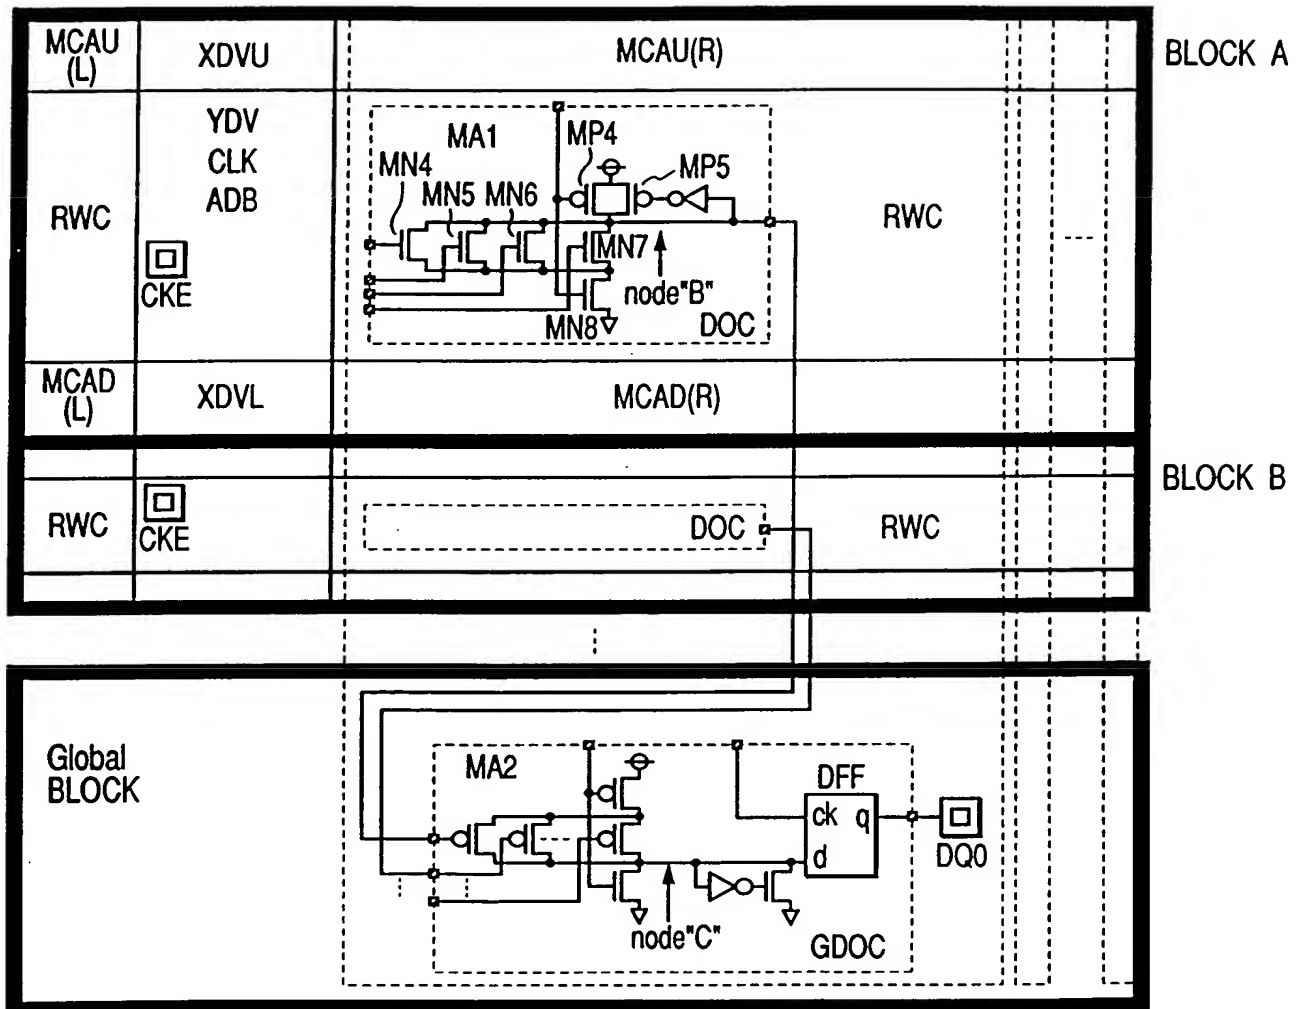 MCAU
(L)
XDVU
MCAU(R)
BLOCK A
RWC
YDV
CLK
ADB
CKE
MA1
MN4
MN5
MN6
MP4
MP5
MN7
node"B"
MN8
DOC
RWC
MCAD
(L)
XDVL
MCAD(R)
BLOCK B
RWC
CKE
DOC
RWC
Global
BLOCK
MA2
DFF
ck
q
d
DQ0
node"C"
GDOC